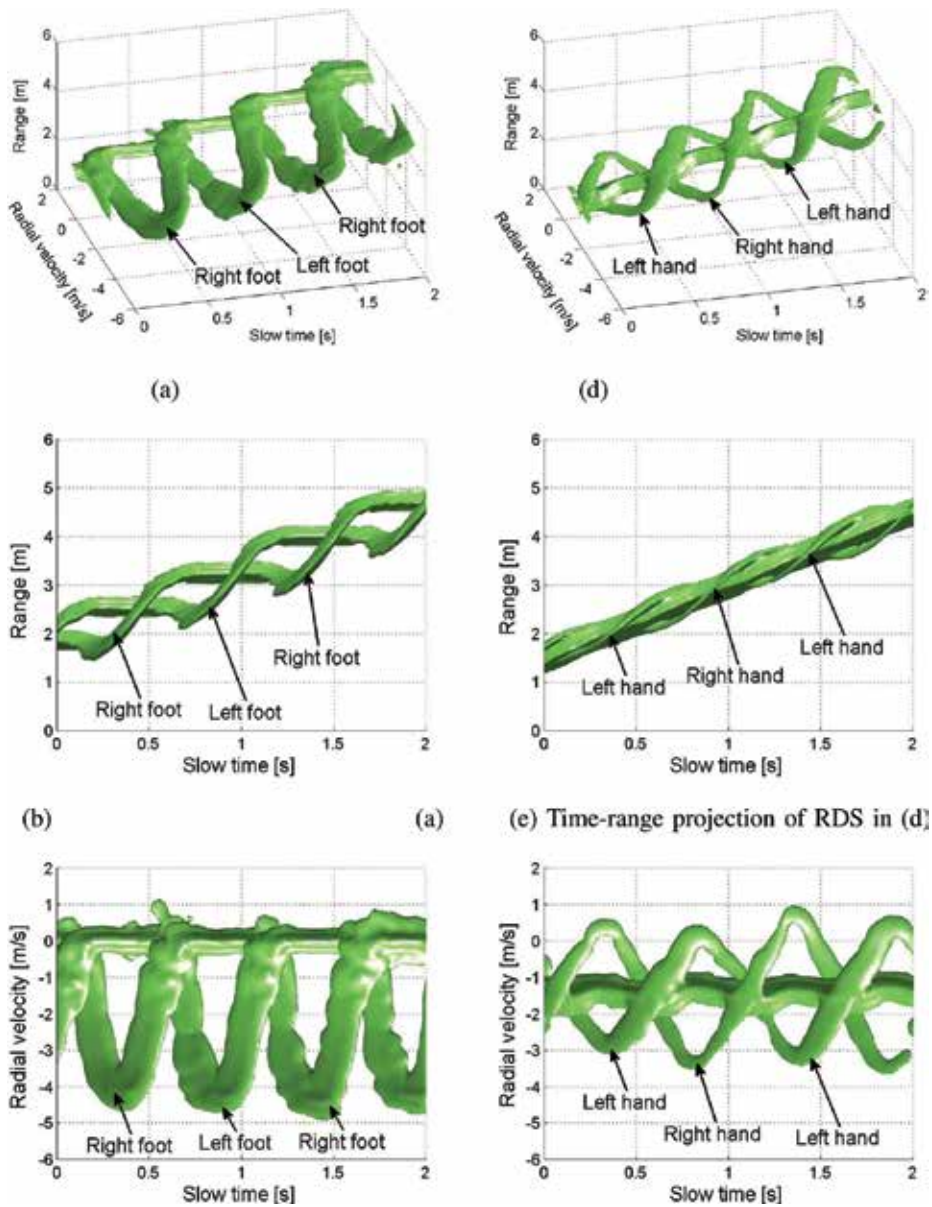 6
4
2
0
Range [m]
2
0
-2
-4
-6
Radial velocity [m/s]
0
0.5
1
1.5
2
Slow time [s]
Right foot
Left foot
Right foot
(a)
6
4
2
0
Range [m]
2
0
-2
-4
-6
Radial velocity [m/s]
0
0.5
1
1.5
2
Slow time [s]
Left hand
Right hand
Left hand
(d)
6
5
4
3
2
1
0
Range [m]
0 0.5 1 1.5 2
Slow time [s]
Right foot
Left foot
Right foot
6
5
4
3
2
1
0
Range [m]
0 0.5 1 1.5 2
Slow time [s]
Left hand
Right hand
Left hand
(b) (a) (e) Time-range projection of RDS in (d)
2
1
0
-1
-2
-3
-4
-5
-6
Radial velocity [m/s]
0 0.5 1 1.5 2
Slow time [s]
Right foot
Left foot
Right foot
2
1
0
-1
-2
-3
-4
-5
-6
Radial velocity [m/s]
0 0.5 1 1.5 2
Slow time [s]
Left hand
Right hand
Left hand